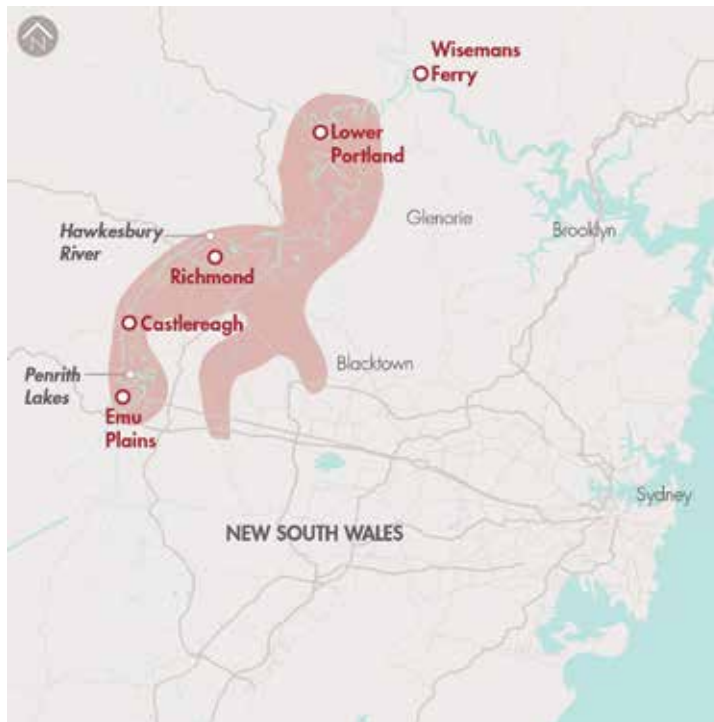 N
Wisemans
Ferry
Lower
Portland
Glenorie
Hawkesbury
River
Brooklyn
Richmond
Castlereagh
Blacktown
Penrith
Lakes
Emu
Plains
Sydney
NEW SOUTH WALES